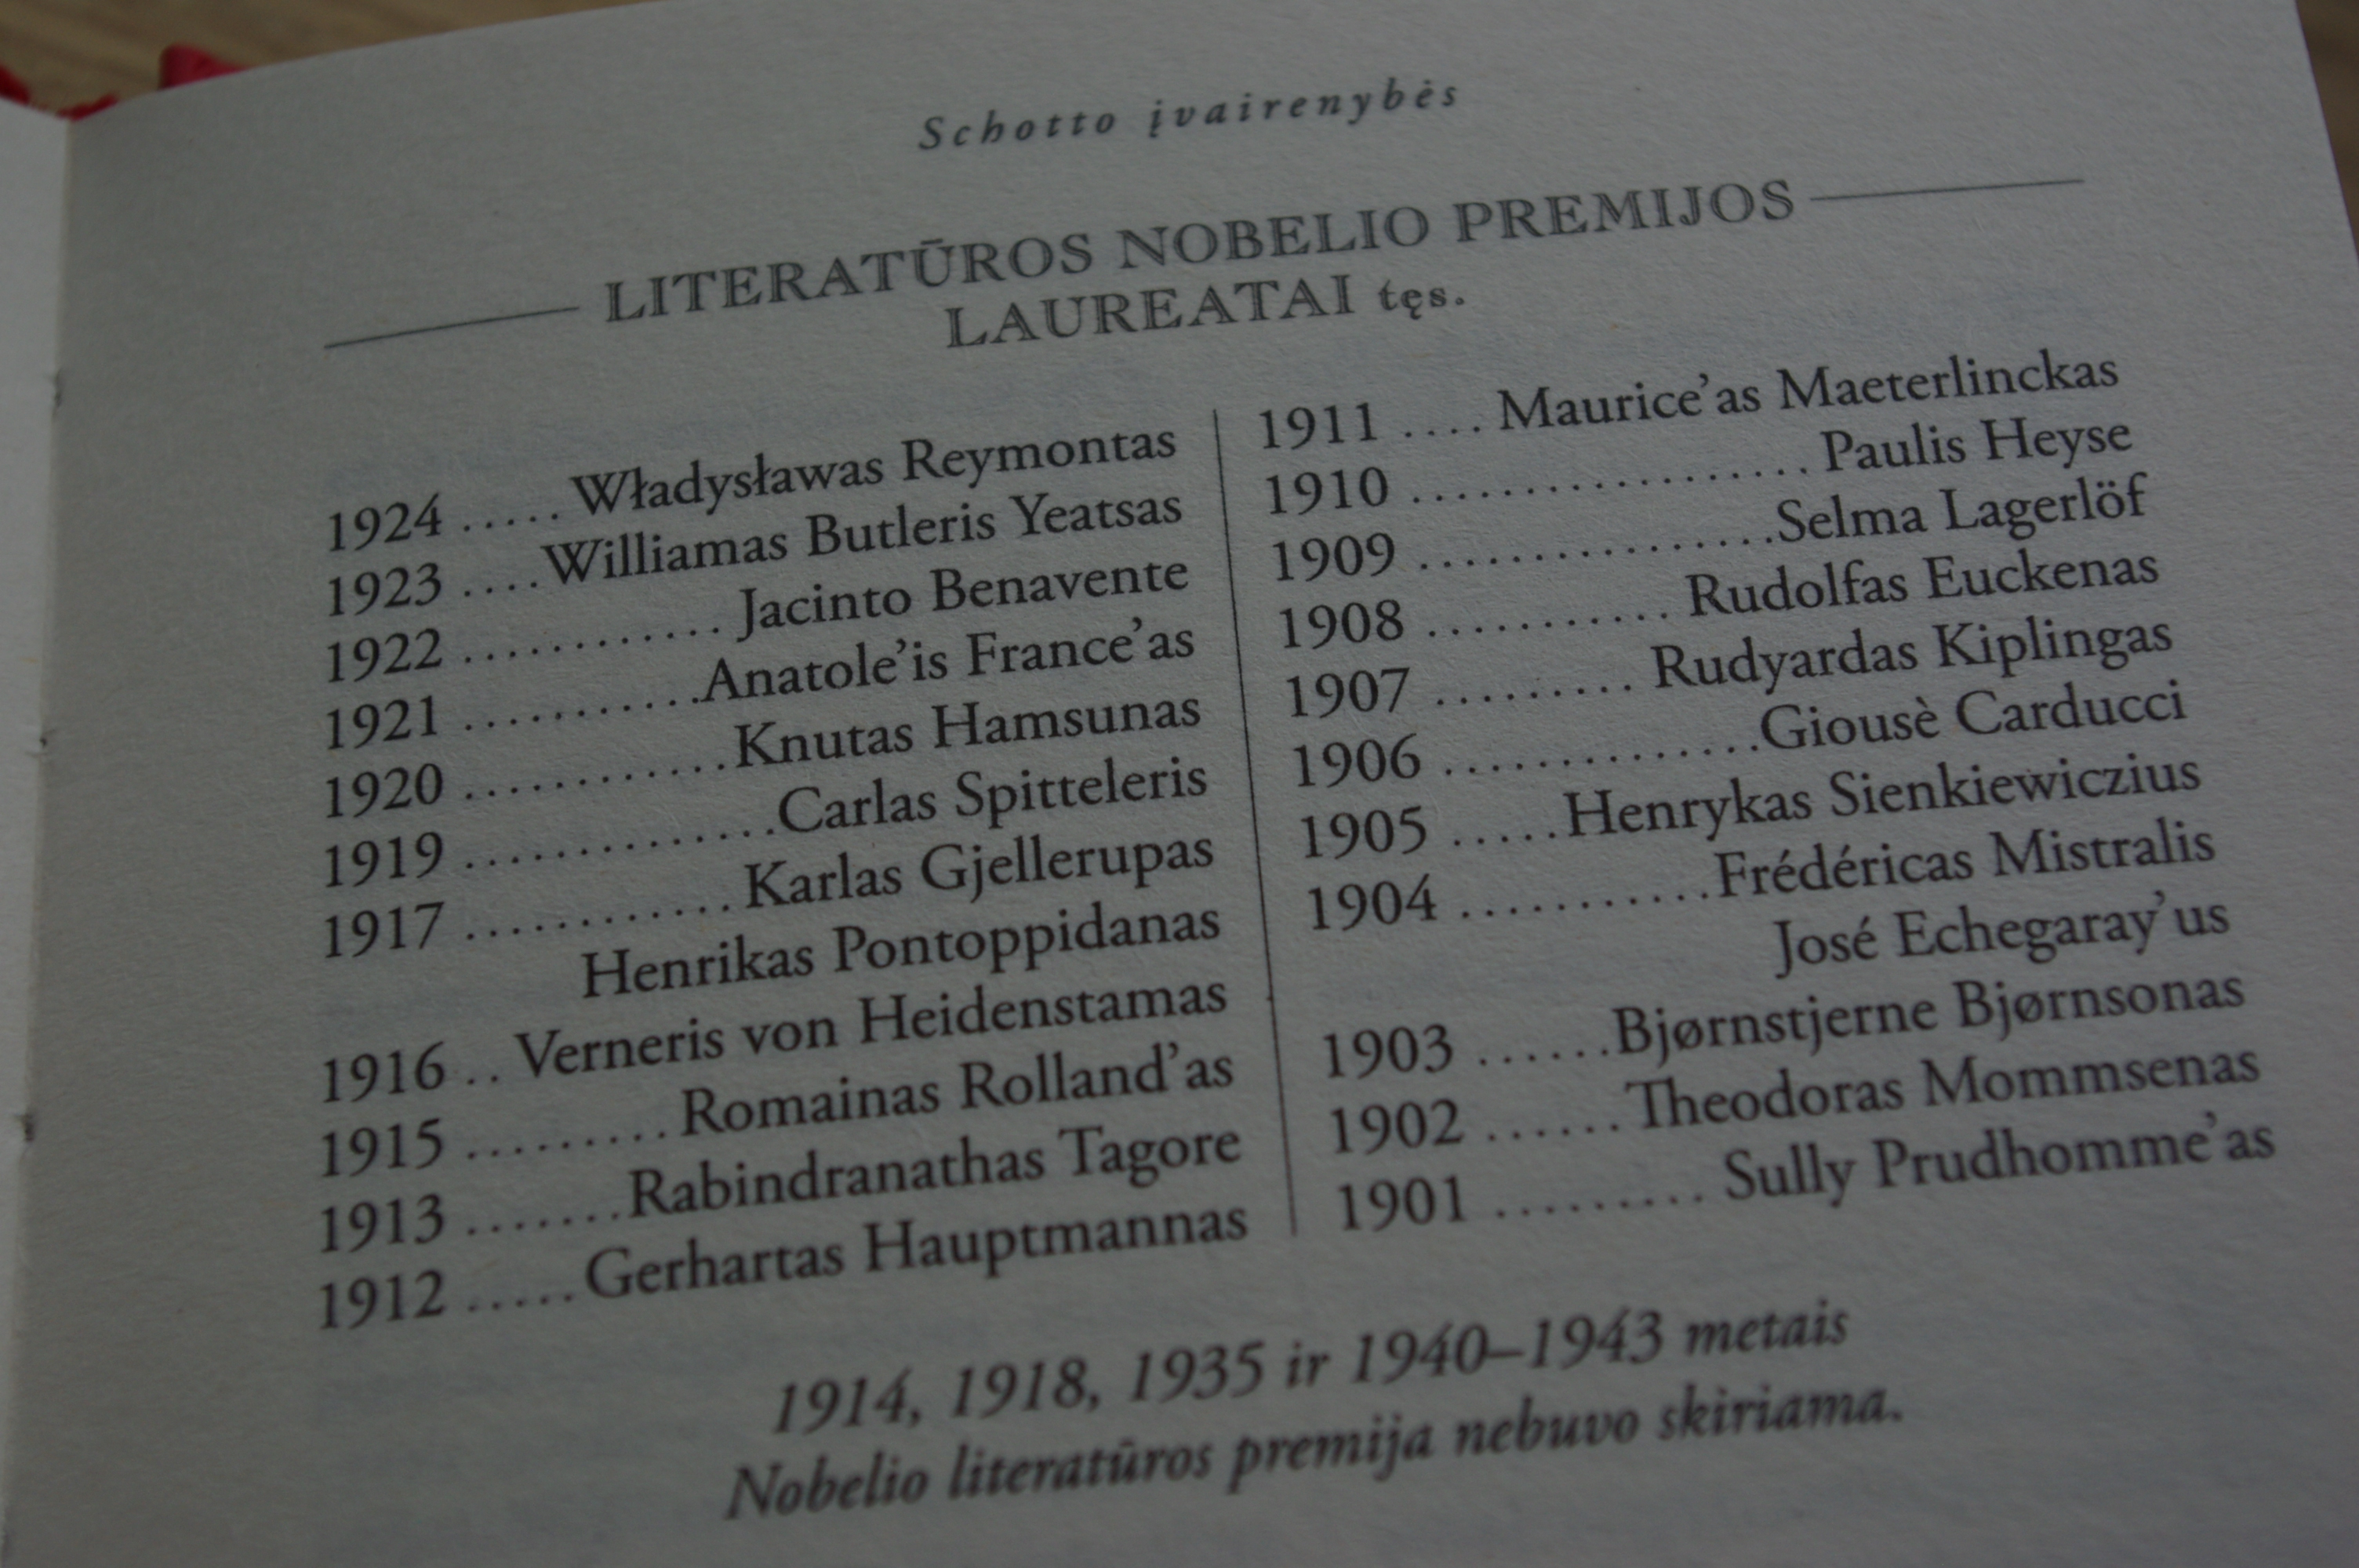 Schotto įvairenybės
LITERATŪROS NOBELIO PREMIJOS
LAUREATAI tęs.
1924 ..... Władysławas Reymontas
1923 ....Williamas Butleris Yeatsas
1922 ............ Jacinto Benavente
1921 ...........Anatole’is France’as
1920 ............Knutas Hamsunas
1919 ..............Carlas Spitteleris
1917 ............ Karlas Gjellerupas
Henrikas Pontoppidanas
1916 .. Verneris von Heidenstamas
1915 ......... Romainas Rolland’as
1913 .......Rabindranathas Tagore
1912 ..... Gerhartas Hauptmannas
1911 .... Maurice’as Maeterlinckas
1910 .................. Paulis Heyse
1909 ................Selma Lagerlöf
1908 ........... Rudolfas Euckenas
1907 ......... Rudyardas Kiplingas
1906 ..............Giousè Carducci
1905 .....Henrykas Sienkiewiczius
1904 ...........Frédéricas Mistralis
José Echegaray’us
1903 ......Bjørnstjerne Bjørnsonas
1902 ...... Theodoras Mommsenas
1901 ......... Sully Prudhomme’as
1914, 1918, 1935 ir 1940–1943 metais
Nobelio literatūros premija nebuvo skiriama.